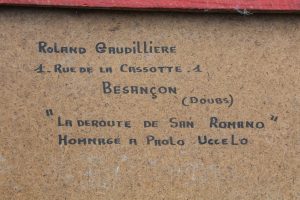 Roland Gaudilliere
1. Rue de la Cassotte. 1
Besançon
(Doubs)
"La deroute de San Romano"
Hommage a Paolo Uccelo